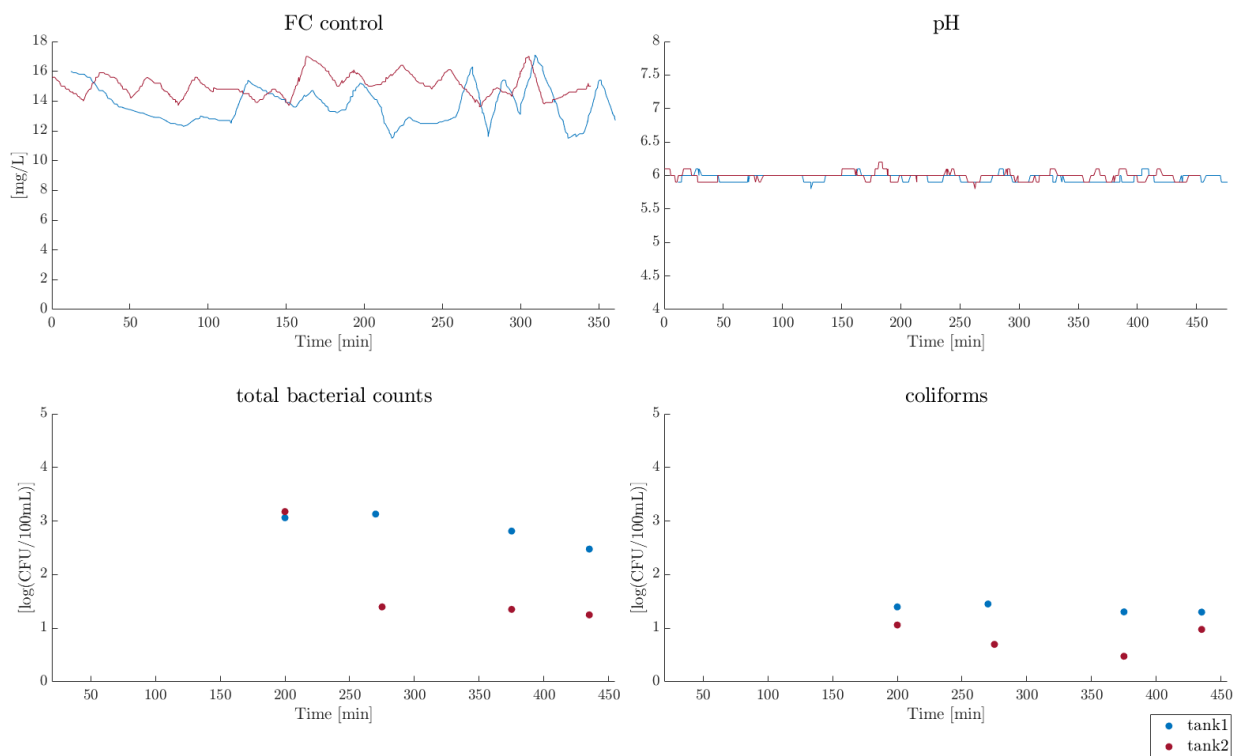 FC control
18
16
14
12
10
8
6
4
2
0
[mg/L]
0 50 100 150 200 250 300 350
Time [min]
pH
8
7.5
7
6.5
6
5.5
5
4.5
4
0 50 100 150 200 250 300 350 400 450
Time [min]
total bacterial counts
5
4
3
2
1
0
[log(CFU/100mL)]
50 100 150 200 250 300 350 400 450
Time [min]
coliforms
5
4
3
2
1
0
[log(CFU/100mL)]
50 100 150 200 250 300 350 400 450
Time [min]
tank1
tank2